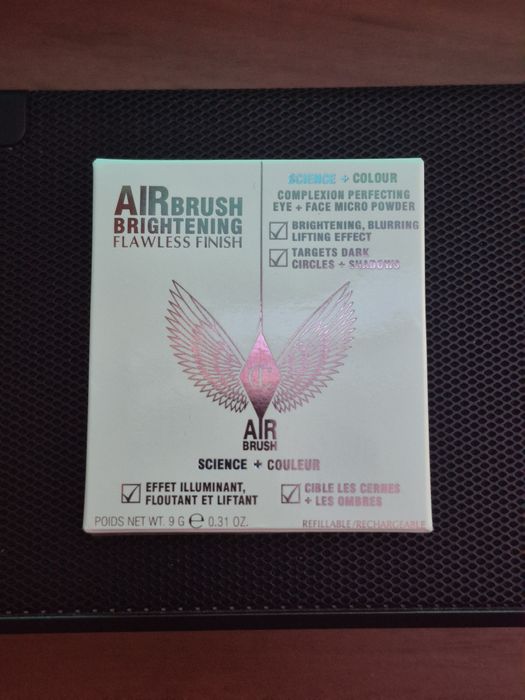 AIRBRUSH
BRIGHTENING
FLAWLESS FINISH
SCIENCE + COLOUR
COMPLEXION PERFECTING
EYE + FACE MICRO POWDER
BRIGHTENING, BLURRING
LIFTING EFFECT
TARGETS DARK
CIRCLES + SHADOWS
AIR
BRUSH
SCIENCE + COULEUR
EFFET ILLUMINANT,
FLOUTANT ET LIFTANT
CIBLE LES CERNES
+ LES OMBRES
POIDS NET WT. 9 G ℮ 0.31 OZ.
REFILLABLE/RECHARGEABLE